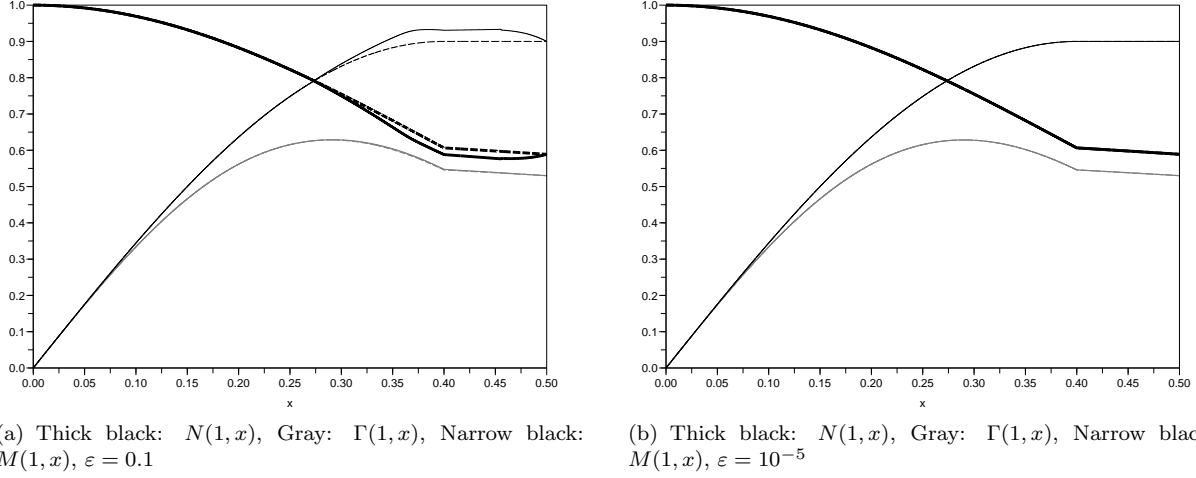 1.0
0.9
0.8
0.7
0.6
0.5
0.4
0.3
0.2
0.1
0.0
0.00 0.05 0.10 0.15 0.20 0.25 0.30 0.35 0.40 0.45 0.50
x
(a) Thick black: N(1, x), Gray: Γ(1, x), Narrow black:
M(1, x), ε = 0.1
1.0
0.9
0.8
0.7
0.6
0.5
0.4
0.3
0.2
0.1
0.0
0.00 0.05 0.10 0.15 0.20 0.25 0.30 0.35 0.40 0.45 0.50
x
(b) Thick black: N(1, x), Gray: Γ(1, x), Narrow blac
M(1, x), ε = 10⁻⁵